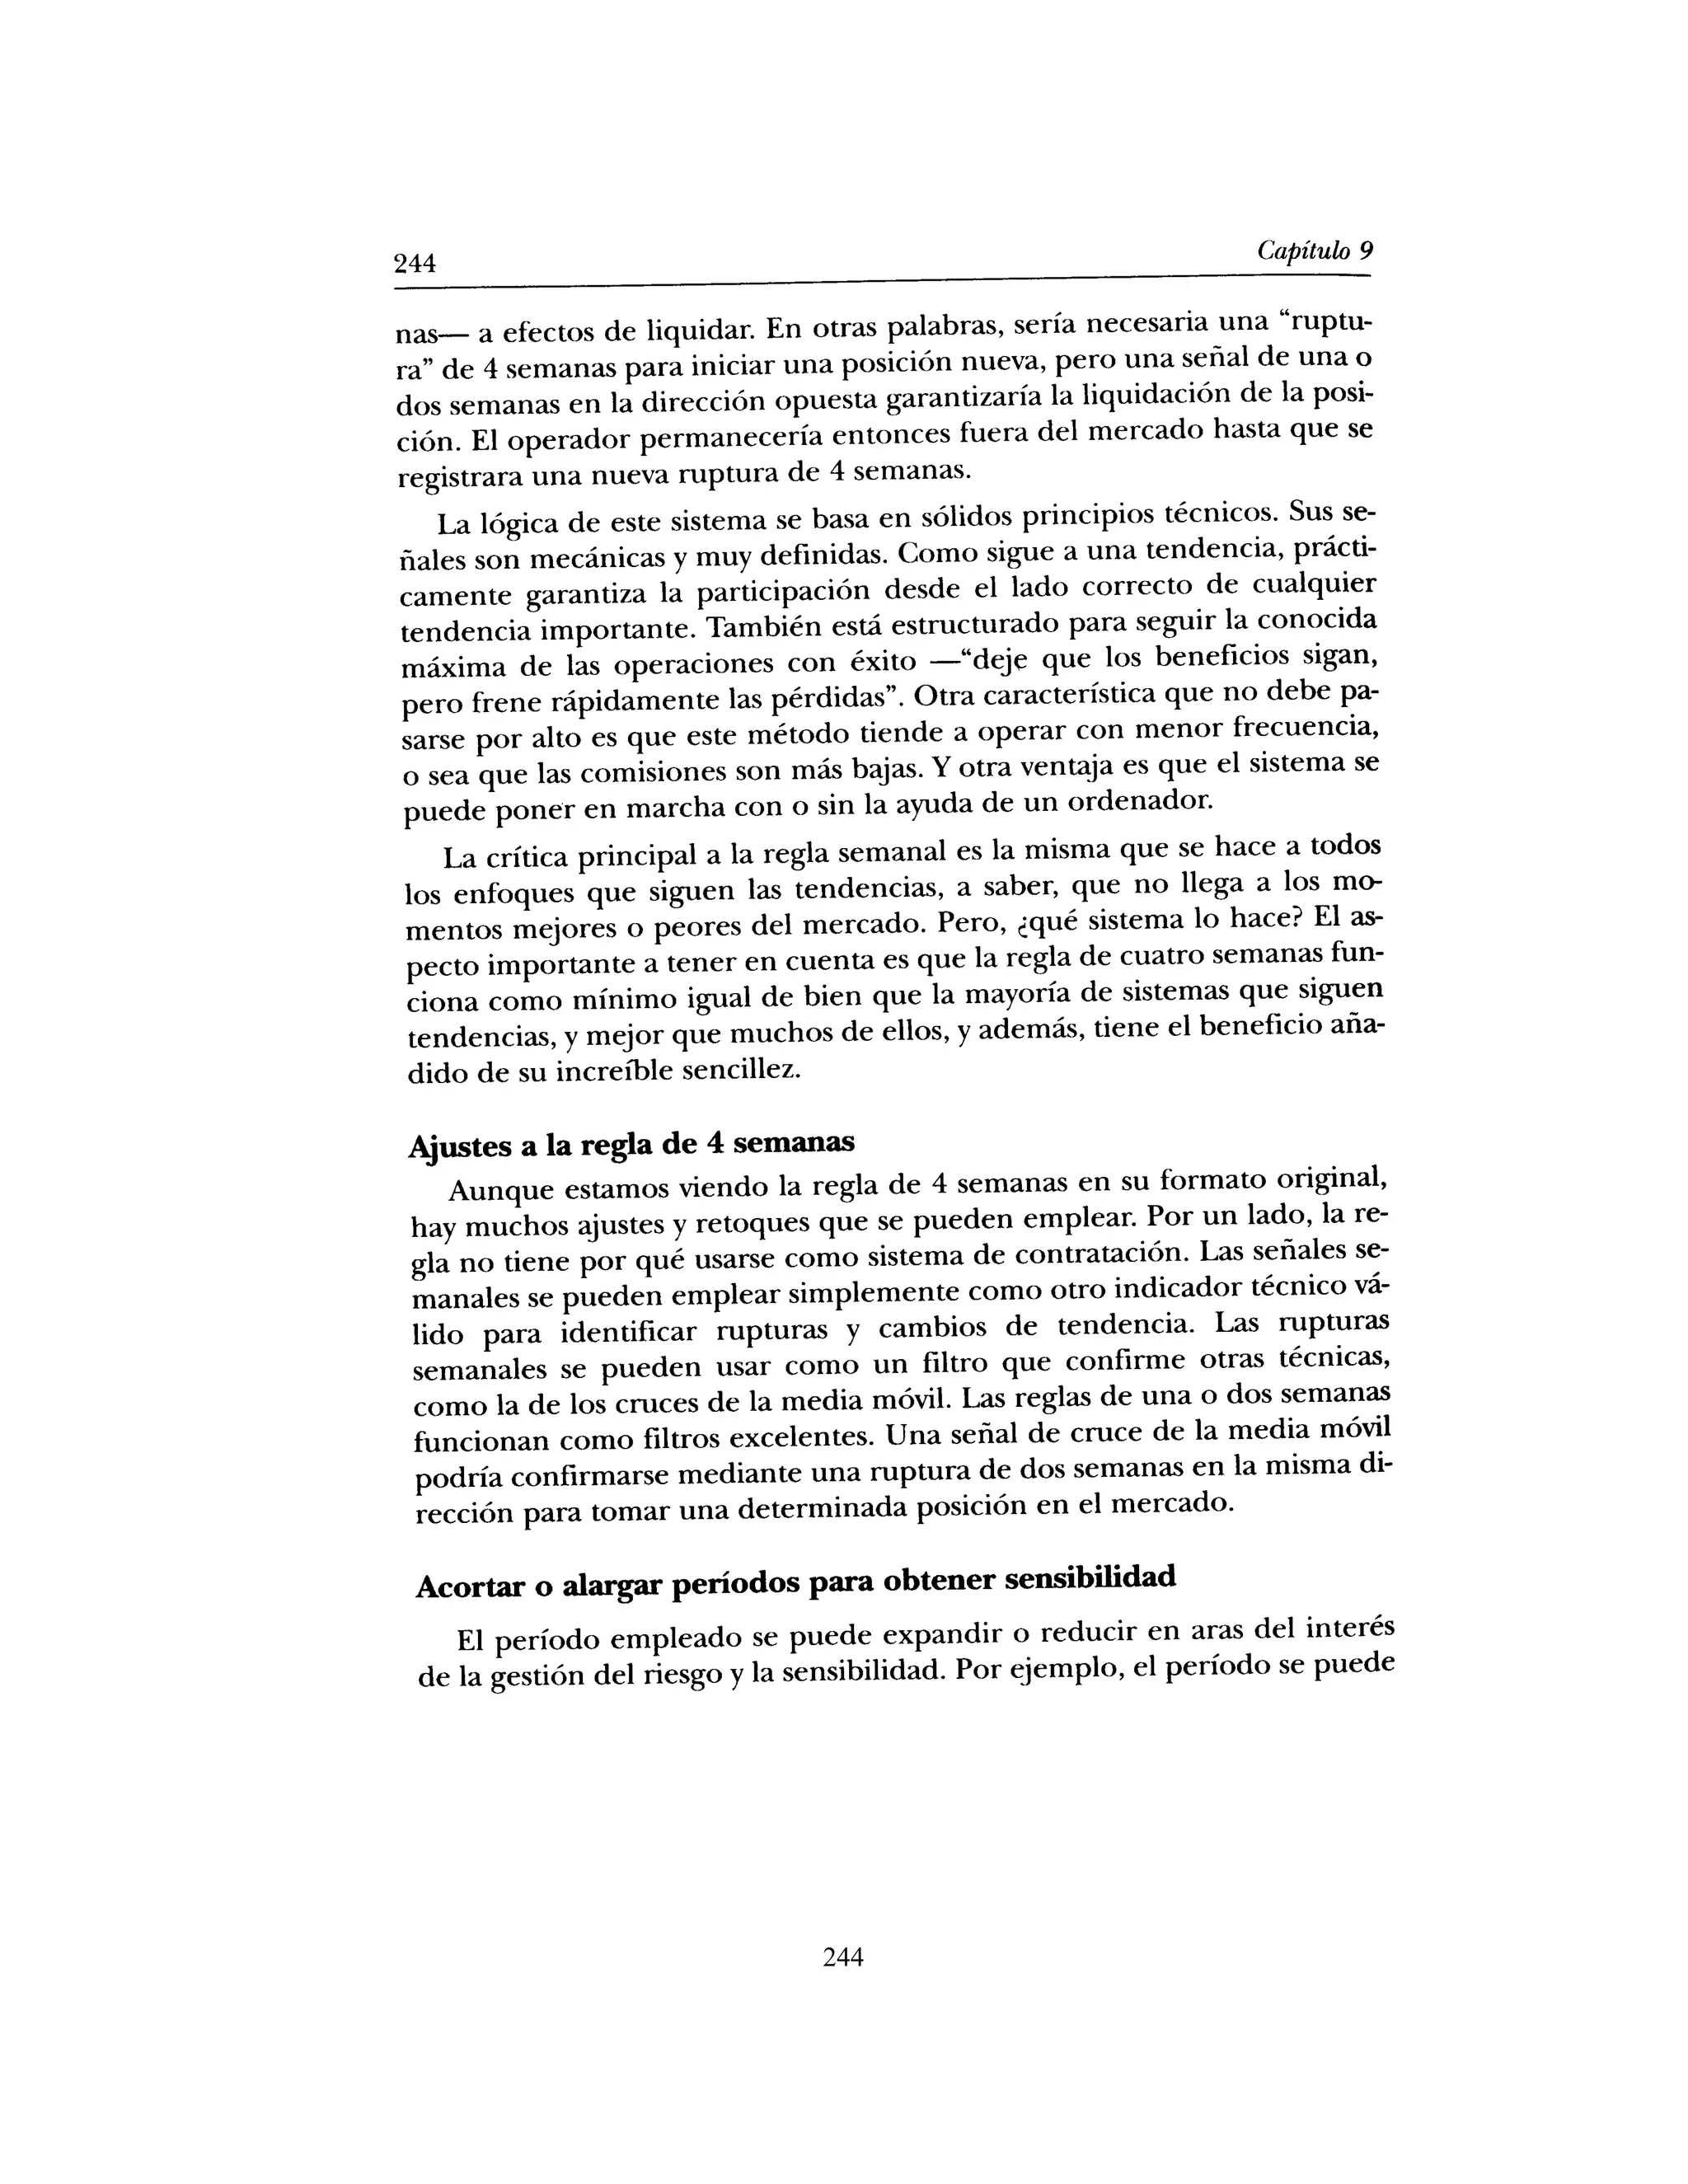 244
Capítulo 9
nas— a efectos de liquidar. En otras palabras, sería necesaria una “ruptu-
ra” de 4 semanas para iniciar una posición nueva, pero una señal de una o
dos semanas en la dirección opuesta garantizaría la liquidación de la posi-
ción. El operador permanecería entonces fuera del mercado hasta que se
registrara una nueva ruptura de 4 semanas.
La lógica de este sistema se basa en sólidos principios técnicos. Sus se-
ñales son mecánicas y muy definidas. Como sigue a una tendencia, prácti-
camente garantiza la participación desde el lado correcto de cualquier
tendencia importante. También está estructurado para seguir la conocida
máxima de las operaciones con éxito —“deje que los beneficios sigan,
pero frene rápidamente las pérdidas”. Otra característica que no debe pa-
sarse por alto es que este método tiende a operar con menor frecuencia,
o sea que las comisiones son más bajas. Y otra ventaja es que el sistema se
puede poner en marcha con o sin la ayuda de un ordenador.
La crítica principal a la regla semanal es la misma que se hace a todos
los enfoques que siguen las tendencias, a saber, que no llega a los mo-
mentos mejores o peores del mercado. Pero, ¿qué sistema lo hace? El as-
pecto importante a tener en cuenta es que la regla de cuatro semanas fun-
ciona como mínimo igual de bien que la mayoría de sistemas que siguen
tendencias, y mejor que muchos de ellos, y además, tiene el beneficio aña-
dido de su increíble sencillez.
Ajustes a la regla de 4 semanas
Aunque estamos viendo la regla de 4 semanas en su formato original,
hay muchos ajustes y retoques que se pueden emplear. Por un lado, la re-
gla no tiene por qué usarse como sistema de contratación. Las señales se-
manales se pueden emplear simplemente como otro indicador técnico vá-
lido para identificar rupturas y cambios de tendencia. Las rupturas
semanales se pueden usar como un filtro que confirme otras técnicas,
como la de los cruces de la media móvil. Las reglas de una o dos semanas
funcionan como filtros excelentes. Una señal de cruce de la media móvil
podría confirmarse mediante una ruptura de dos semanas en la misma di-
rección para tomar una determinada posición en el mercado.
Acortar o alargar períodos para obtener sensibilidad
El período empleado se puede expandir o reducir en aras del interés
de la gestión del riesgo y la sensibilidad. Por ejemplo, el período se puede
244